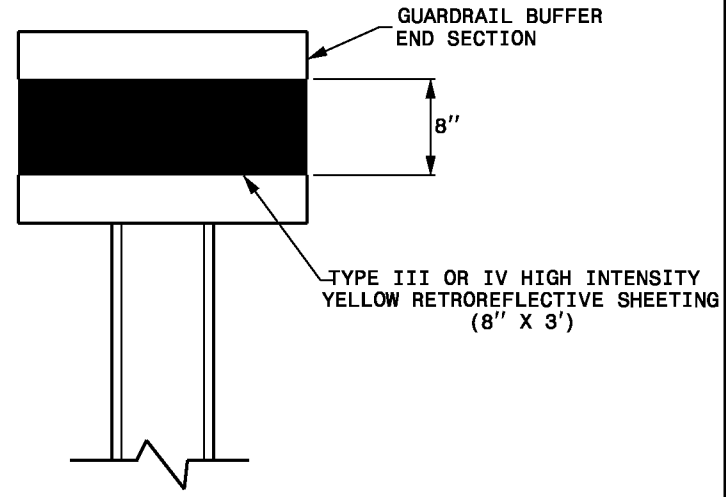 GUARDRAIL BUFFER
END SECTION
8''
TYPE III OR IV HIGH INTENSITY
YELLOW RETROREFLECTIVE SHEETING
(8'' X 3')